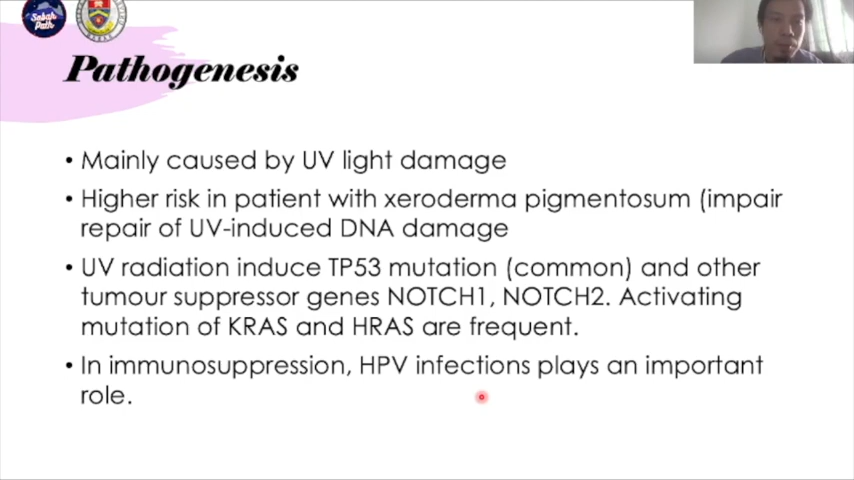 Sabah
Path
Pathogenesis
• Mainly caused by UV light damage
• Higher risk in patient with xeroderma pigmentosum (impair
repair of UV-induced DNA damage
• UV radiation induce TP53 mutation (common) and other
tumour suppressor genes NOTCH1, NOTCH2. Activating
mutation of KRAS and HRAS are frequent.
• In immunosuppression, HPV infections plays an important
role.